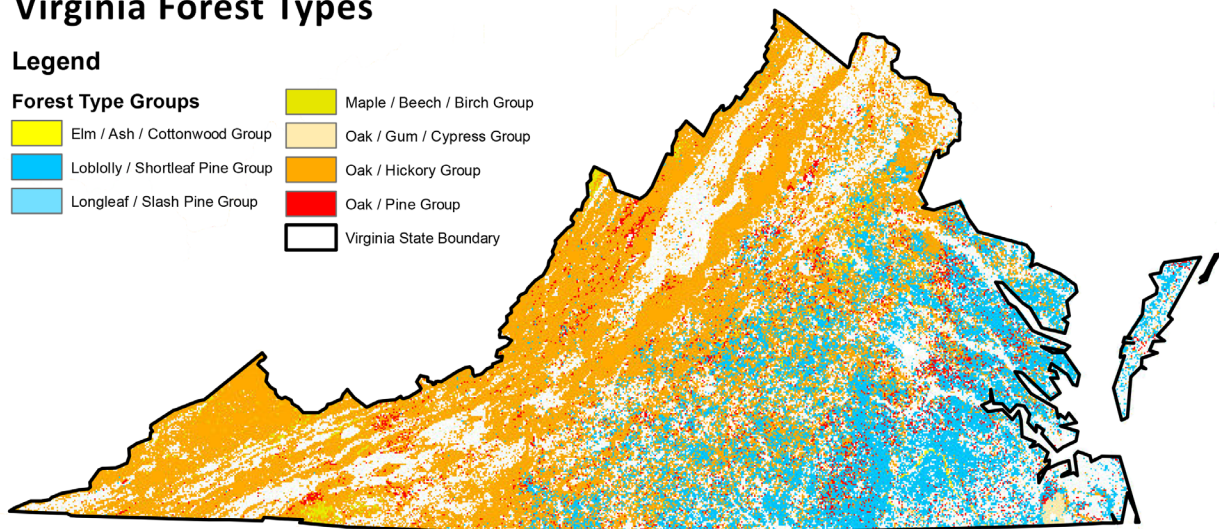 Virginia Forest Types
Legend
Forest Type Groups
Elm / Ash / Cottonwood Group
Loblolly / Shortleaf Pine Group
Longleaf / Slash Pine Group
Maple / Beech / Birch Group
Oak / Gum / Cypress Group
Oak / Hickory Group
Oak / Pine Group
Virginia State Boundary